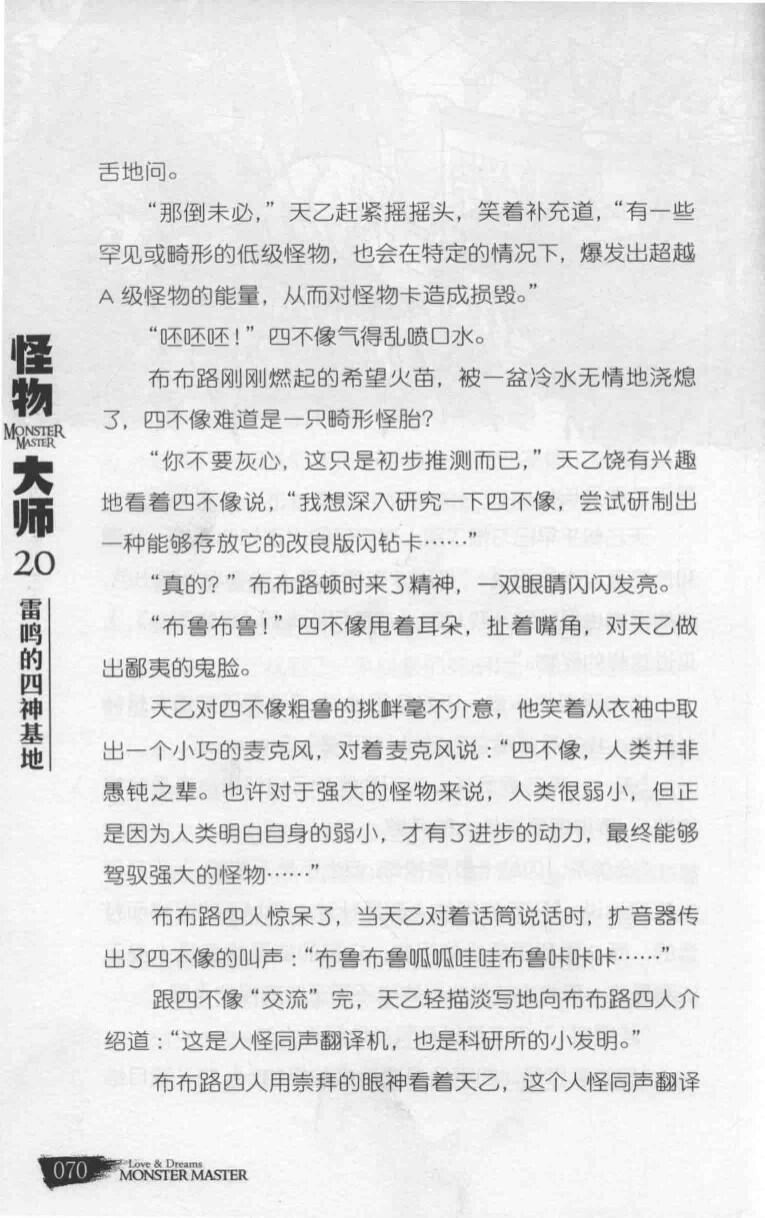 舌地问。
“那倒未必，”天乙赶紧摇摇头，笑着补充道，“有一些
罕见或畸形的低级怪物，也会在特定的情况下，爆发出超越
A 级怪物的能量，从而对怪物卡造成损毁。”
“呸呸呸！”四不像气得乱喷口水。
布布路刚刚燃起的希望火苗，被一盆冷水无情地浇熄
了，四不像难道是一只畸形怪胎？
“你不要灰心，这只是初步推测而已，”天乙饶有兴趣
地看着四不像说，“我想深入研究一下四不像，尝试研制出
一种能够存放它的改良版闪钻卡……”
“真的？”布布路顿时来了精神，一双眼睛闪闪发亮。
“布鲁布鲁！”四不像甩着耳朵，扯着嘴角，对天乙做
出鄙夷的鬼脸。
天乙对四不像粗鲁的挑衅毫不介意，他笑着从衣袖中取
出一个小巧的麦克风，对着麦克风说：“四不像，人类并非
愚钝之辈。也许对于强大的怪物来说，人类很弱小，但正
是因为人类明白自身的弱小，才有了进步的动力，最终能够
驾驭强大的怪物……”
布布路四人惊呆了，当天乙对着话筒说话时，扩音器传
出了四不像的叫声：“布鲁布鲁呱呱哇哇布鲁咔咔咔……”
跟四不像“交流”完，天乙轻描淡写地向布布路四人介
绍道：“这是人怪同声翻译机，也是科研所的小发明。”
布布路四人用崇拜的眼神看着天乙，这个人怪同声翻译
怪物
MONSTER
MASTER
大师
20
雷鸣的四神基地
070
Love & Dreams
MONSTER MASTER